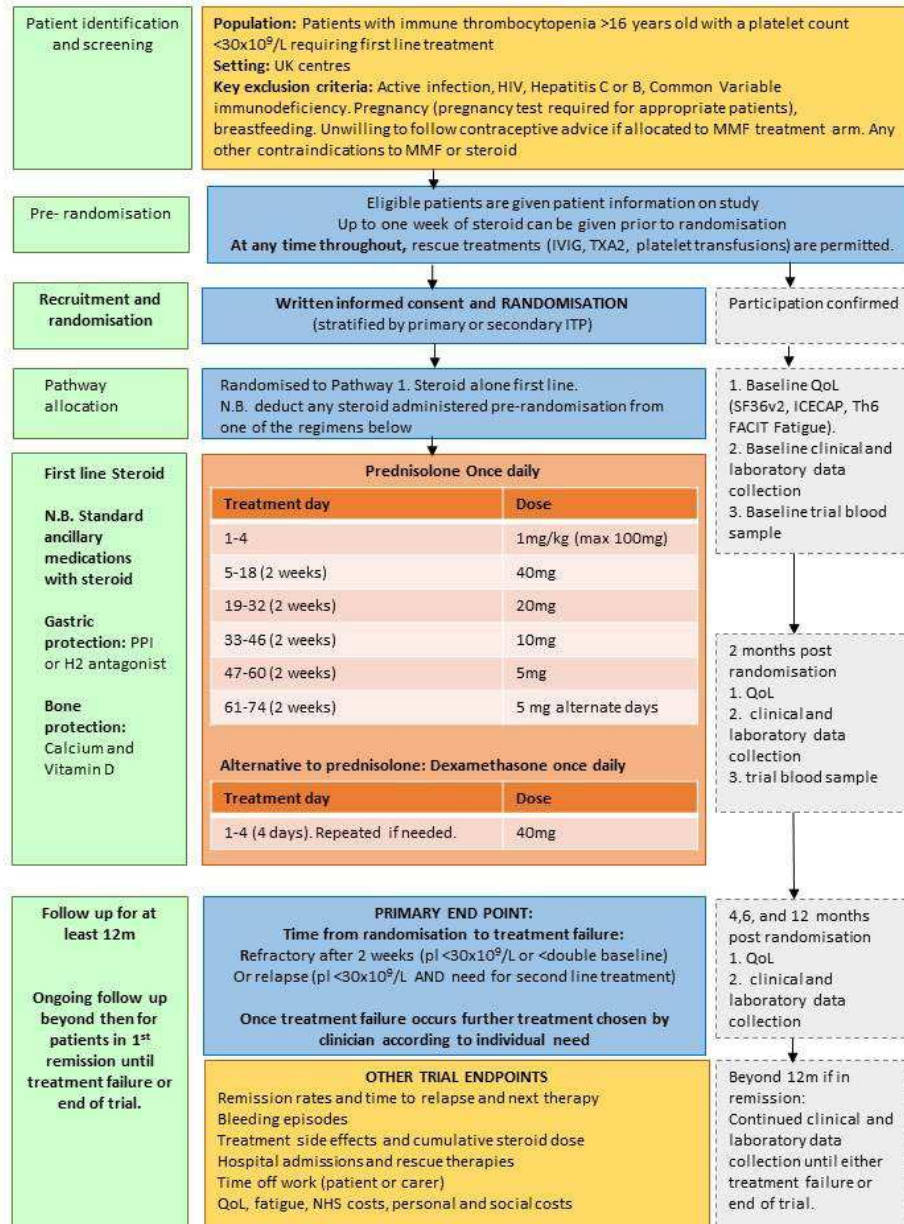 Patient identification
and screening
Population: Patients with immune thrombocytopenia >16 years old with a platelet count
<30x10⁹/L requiring first line treatment
Setting: UK centres
Key exclusion criteria: Active infection, HIV, Hepatitis C or B, Common Variable
immunodeficiency. Pregnancy (pregnancy test required for appropriate patients),
breastfeeding. Unwilling to follow contraceptive advice if allocated to MMF treatment arm. Any
other contraindications to MMF or steroid
Pre- randomisation
Eligible patients are given patient information on study
Up to one week of steroid can be given prior to randomisation
At any time throughout, rescue treatments (IVIG, TXA2, platelet transfusions) are permitted.
Recruitment and
randomisation
Written informed consent and RANDOMISATION
(stratified by primary or secondary ITP)
Participation confirmed
Pathway
allocation
Randomised to Pathway 1. Steroid alone first line.
N.B. deduct any steroid administered pre-randomisation from
one of the regimens below
1. Baseline QoL
(SF36v2, ICECAP, Th6
FACIT Fatigue).
2. Baseline clinical and
laboratory data
collection
3. Baseline trial blood
sample
First line Steroid
N.B. Standard
ancillary
medications
with steroid
Gastric
protection: PPI
or H2 antagonist
Bone
protection:
Calcium and
Vitamin D
Prednisolone Once daily
Treatment day Dose
1-4 1mg/kg (max 100mg)
5-18 (2 weeks) 40mg
19-32 (2 weeks) 20mg
33-46 (2 weeks) 10mg
47-60 (2 weeks) 5mg
61-74 (2 weeks) 5 mg alternate days
Alternative to prednisolone: Dexamethasone once daily
Treatment day Dose
1-4 (4 days). Repeated if needed. 40mg
2 months post
randomisation
1. QoL
2. clinical and
laboratory data
collection
3. trial blood sample
Follow up for at
least 12m
Ongoing follow up
beyond then for
patients in 1st
remission until
treatment failure or
end of trial.
PRIMARY END POINT:
Time from randomisation to treatment failure:
Refractory after 2 weeks (pl <30x10⁹/L or <double baseline)
Or relapse (pl <30x10⁹/L AND need for second line treatment)
Once treatment failure occurs further treatment chosen by
clinician according to individual need
4,6, and 12 months
post randomisation
1. QoL
2. clinical and
laboratory data
collection
OTHER TRIAL ENDPOINTS
Remission rates and time to relapse and next therapy
Bleeding episodes
Treatment side effects and cumulative steroid dose
Hospital admissions and rescue therapies
Time off work (patient or carer)
QoL, fatigue, NHS costs, personal and social costs
Beyond 12m if in
remission:
Continued clinical and
laboratory data
collection until either
treatment failure or
end of trial.